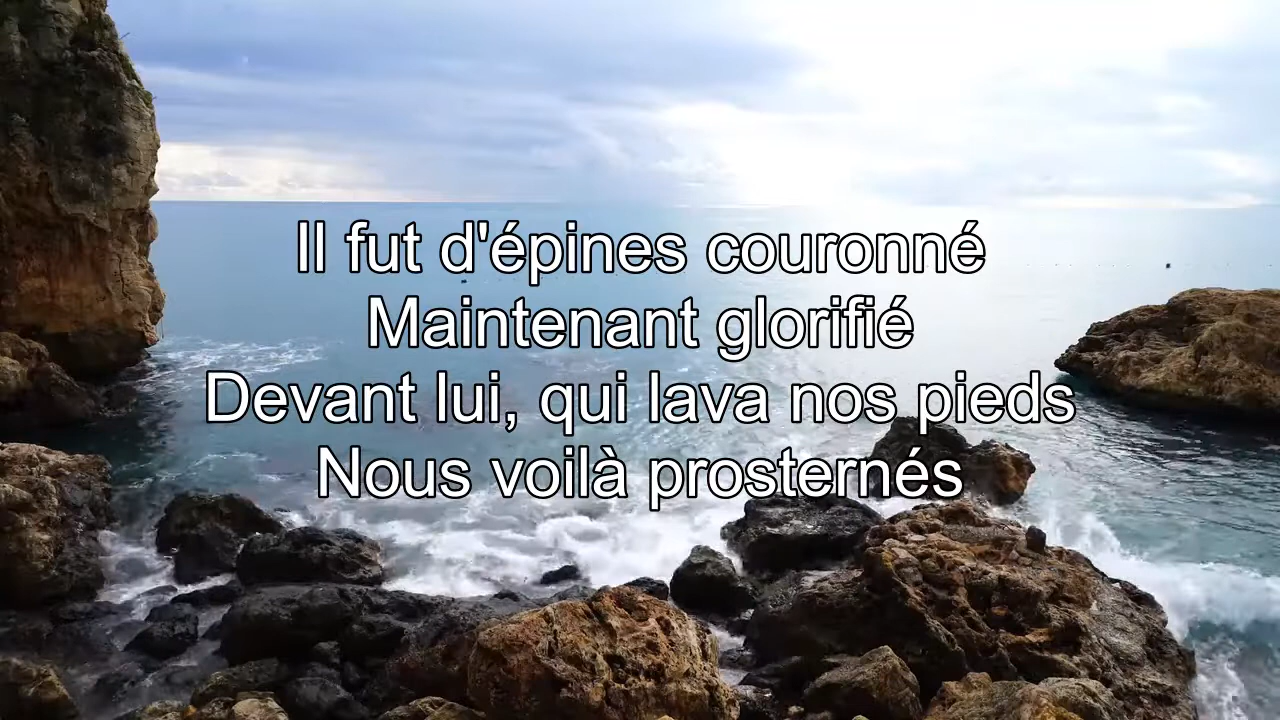 Il fut d'épines couronné
Maintenant glorifié
Devant lui, qui lava nos pieds
Nous voilà prosternés